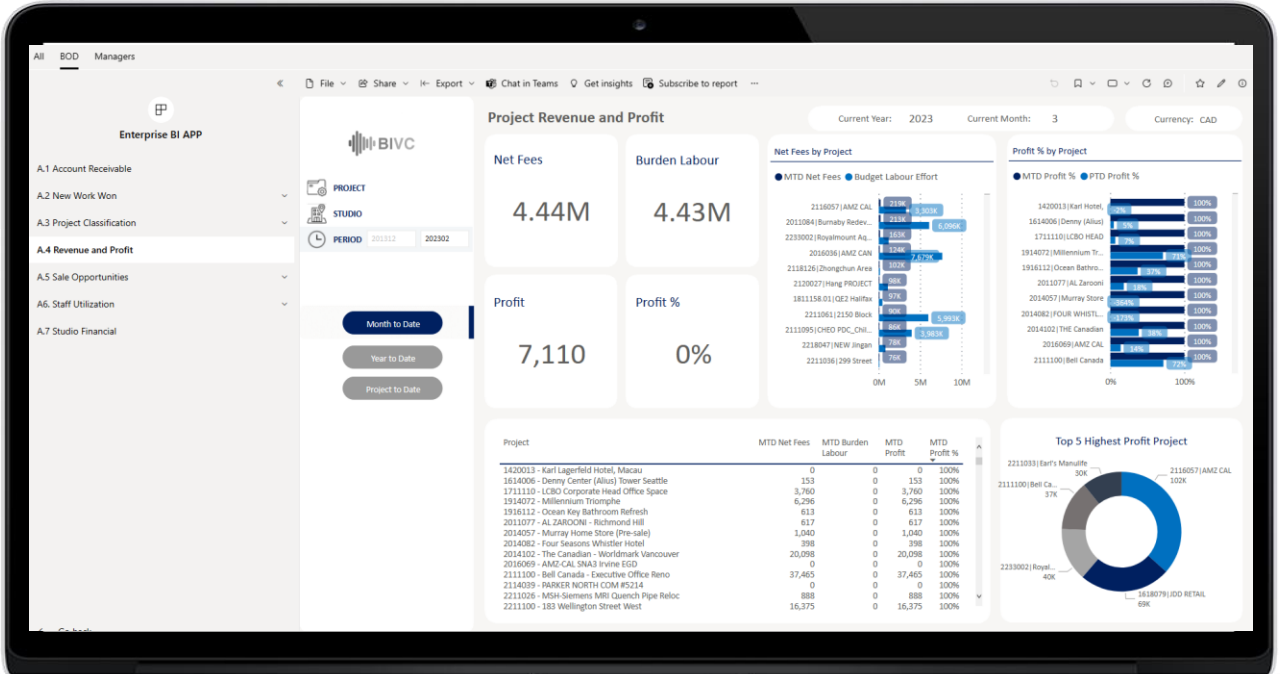 All BOD Managers
File Share Export Chat in Teams Get insights Subscribe to report ...
Enterprise BI APP
A.1 Account Receivable
A.2 New Work Won
A.3 Project Classification
A.4 Revenue and Profit
A.5 Sale Opportunities
A6. Staff Utilization
A.7 Studio Financial
BIVC
PROJECT
STUDIO
PERIOD 201312 202302
Month to Date
Year to Date
Project to Date
Project Revenue and Profit
Current Year: 2023 Current Month: 3 Currency: CAD
Net Fees
4.44M
Burden Labour
4.43M
Profit
7,110
Profit %
0%
Net Fees by Project
MTD Net Fees Budget Labour Effort
2116057|AMZ CAL 219K 3,303K
2011084|Burnaby Redev... 213K 6,096K
2233002|Royalmount Aq... 163K
2016036|AMZ CAN 124K 7,679K
2118126|Zhongchun Area 102K
2120027|Hang PROJECT 98K
1811158.01|QE2 Halifax 97K
2211061|2150 Block 90K 5,993K
2111095|CHEO PDC_Chil... 86K 3,983K
2218047|NEW Jingan 78K
2211036|299 Street 76K
0M 5M 10M
Profit % by Project
MTD Profit % PTD Profit %
1420013|Karl Hotel, 100% -2%
1614006|Denny (Alius) 100% 5%
1711110|LCBO HEAD 100% 7%
1914072|Millennium Tr... 100% 71%
1916112|Ocean Bathro... 100% 37%
2011077|AL Zarooni 100% 18%
2014057|Murray Store 100% -364%
2014082|FOUR WHISTL... 100% -173%
2014102|THE Canadian 100% 38%
2016069|AMZ CAL 100% 14%
2111100|Bell Canada 100% 72%
0% 100%
Project MTD Net Fees MTD Burden Labour MTD Profit MTD Profit %
1420013 - Karl Lagerfeld Hotel, Macau 0 0 0 100%
1614006 - Denny Center (Alius) Tower Seattle 153 0 153 100%
1711110 - LCBO Corporate Head Office Space 3,760 0 3,760 100%
1914072 - Millennium Triomphe 6,296 0 6,296 100%
1916112 - Ocean Key Bathroom Refresh 613 0 613 100%
2011077 - AL ZAROONI - Richmond Hill 617 0 617 100%
2014057 - Murray Home Store (Pre-sale) 1,040 0 1,040 100%
2014082 - Four Seasons Whistler Hotel 398 0 398 100%
2014102 - The Canadian - Worldmark Vancouver 20,098 0 20,098 100%
2016069 - AMZ-CAL SNA3 Irvine EGD 0 0 0 100%
2111100 - Bell Canada - Executive Office Reno 37,465 0 37,465 100%
2114039 - PARKER NORTH COM #5214 0 0 0 100%
2211026 - MSH-Siemens MRI Quench Pipe Reloc 888 0 888 100%
2211100 - 183 Wellington Street West 16,375 0 16,375 100%
Top 5 Highest Profit Project
2211033|Earl's Manulife
30K
2111100|Bell Ca...
37K
2116057|AMZ CAL
102K
2233002|Royal...
40K
1618079|JDD RETAIL
69K